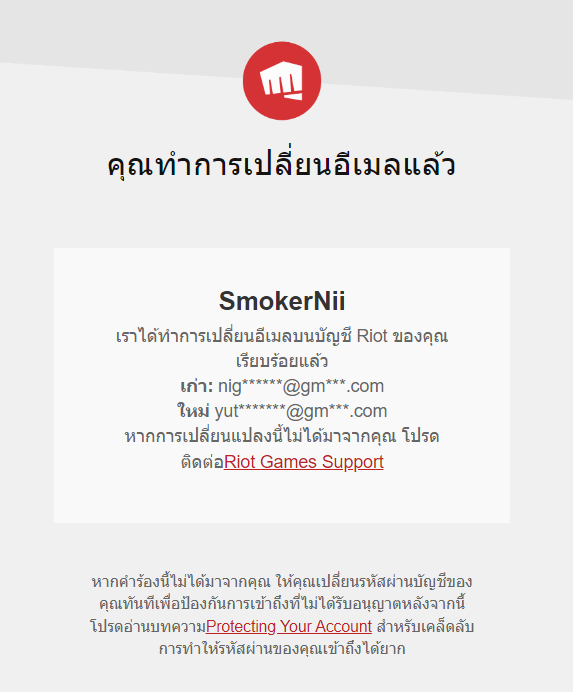 คุณทำการเปลี่ยนอีเมลแล้ว
SmokerNii
เราได้ทำการเปลี่ยนอีเมลบนบัญชี Riot ของคุณ
เรียบร้อยแล้ว
เก่า: nig******@gm***.com
ใหม่ yut*******@gm***.com
หากการเปลี่ยนแปลงนี้ไม่ได้มาจากคุณ โปรด
ติดต่อRiot Games Support
หากคำร้องนี้ไม่ได้มาจากคุณ ให้คุณเปลี่ยนรหัสผ่านบัญชีของ
คุณทันทีเพื่อป้องกันการเข้าถึงที่ไม่ได้รับอนุญาตหลังจากนี้
โปรดอ่านบทความProtecting Your Account สำหรับเคล็ดลับ
การทำให้รหัสผ่านของคุณเข้าถึงได้ยาก